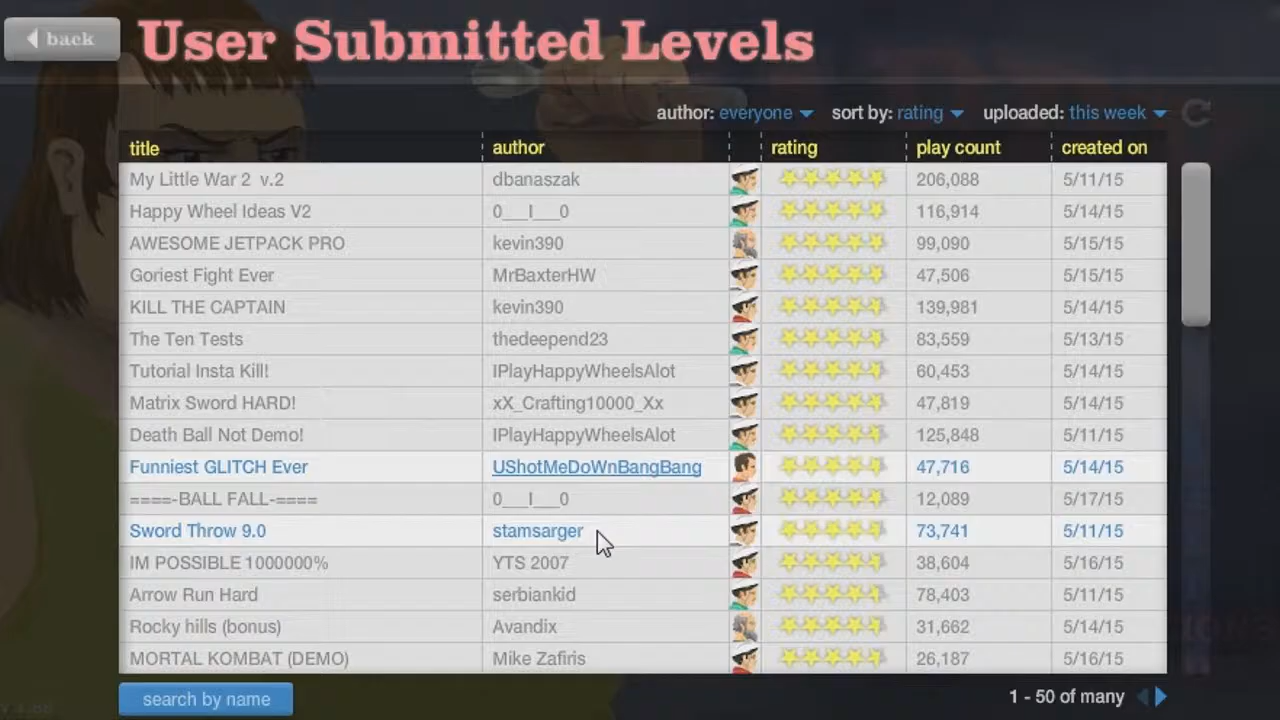 back
User Submitted Levels
author: everyone sort by: rating uploaded: this week
title author rating play count created on
My Little War 2 v.2 dbanaszak 206,088 5/11/15
Happy Wheel Ideas V2 0___I___0 116,914 5/14/15
AWESOME JETPACK PRO kevin390 99,090 5/15/15
Goriest Fight Ever MrBaxterHW 47,506 5/15/15
KILL THE CAPTAIN kevin390 139,981 5/14/15
The Ten Tests thedeepend23 83,559 5/13/15
Tutorial Insta Kill! IPlayHappyWheelsAlot 60,453 5/14/15
Matrix Sword HARD! xX_Crafting10000_Xx 47,819 5/14/15
Death Ball Not Demo! IPlayHappyWheelsAlot 125,848 5/11/15
Funniest GLITCH Ever UShotMeDoWnBangBang 47,716 5/14/15
====-BALL FALL-==== 0___I___0 12,089 5/17/15
Sword Throw 9.0 stamsarger 73,741 5/11/15
IM POSSIBLE 1000000% YTS 2007 38,604 5/16/15
Arrow Run Hard serbiankid 78,403 5/11/15
Rocky hills (bonus) Avandix 31,662 5/14/15
MORTAL KOMBAT (DEMO) Mike Zafiris 26,187 5/16/15
search by name 1 - 50 of many